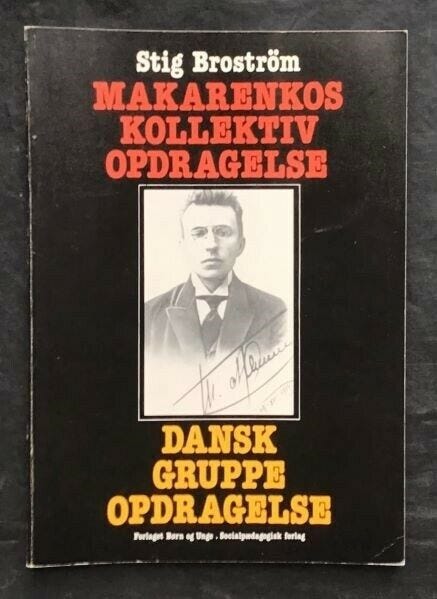 Stig Broström
MAKARENKOS
KOLLEKTIV
OPDRAGELSE
DANSK
GRUPPE
OPDRAGELSE
Forlaget Børn og Unge . Socialpædagogisk forlag